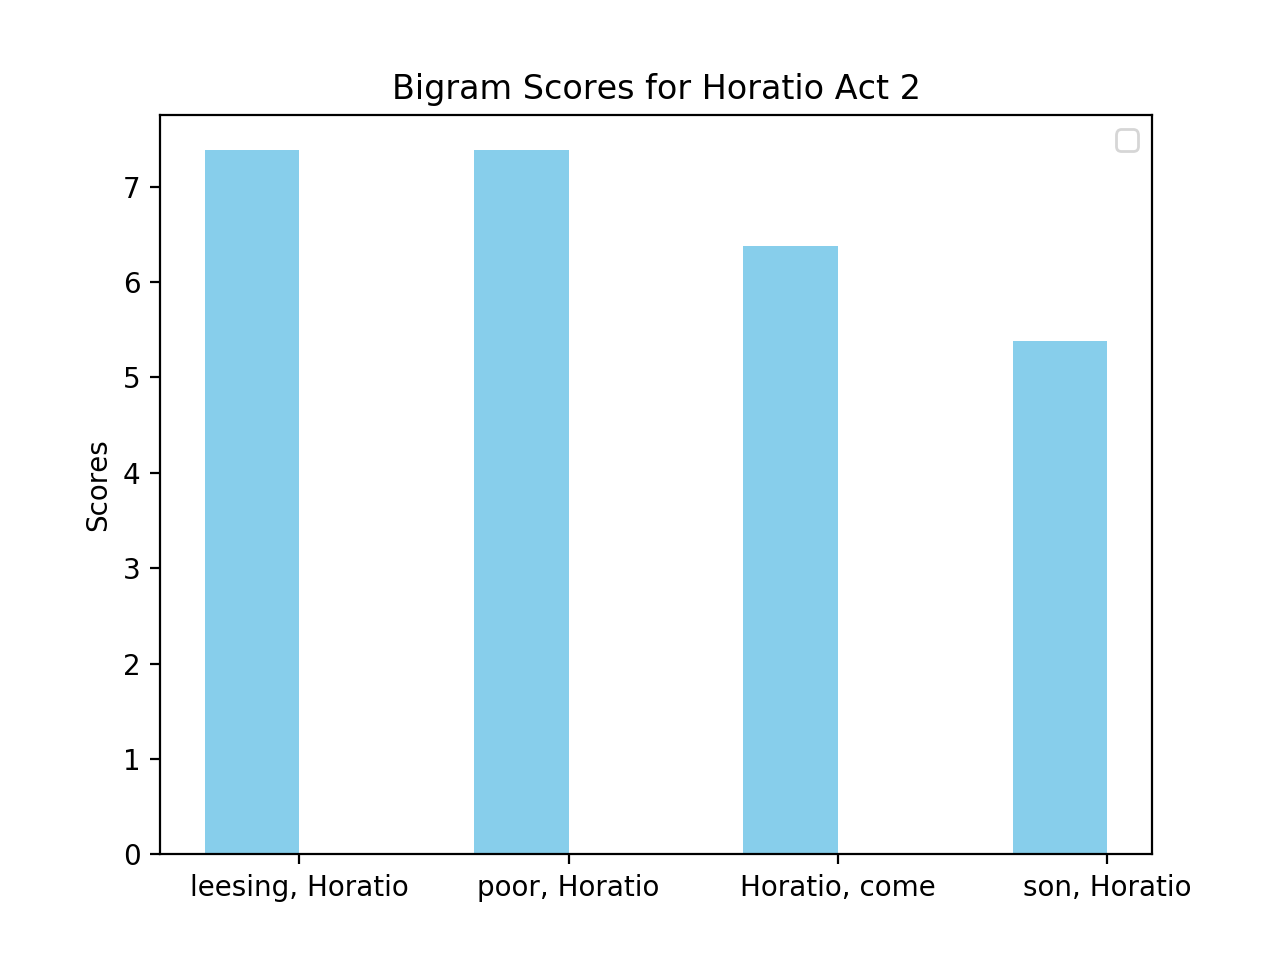 Bigram Scores for Horatio Act 2
Scores
7
6
5
4
3
2
1
0
leesing, Horatio
poor, Horatio
Horatio, come
son, Horatio